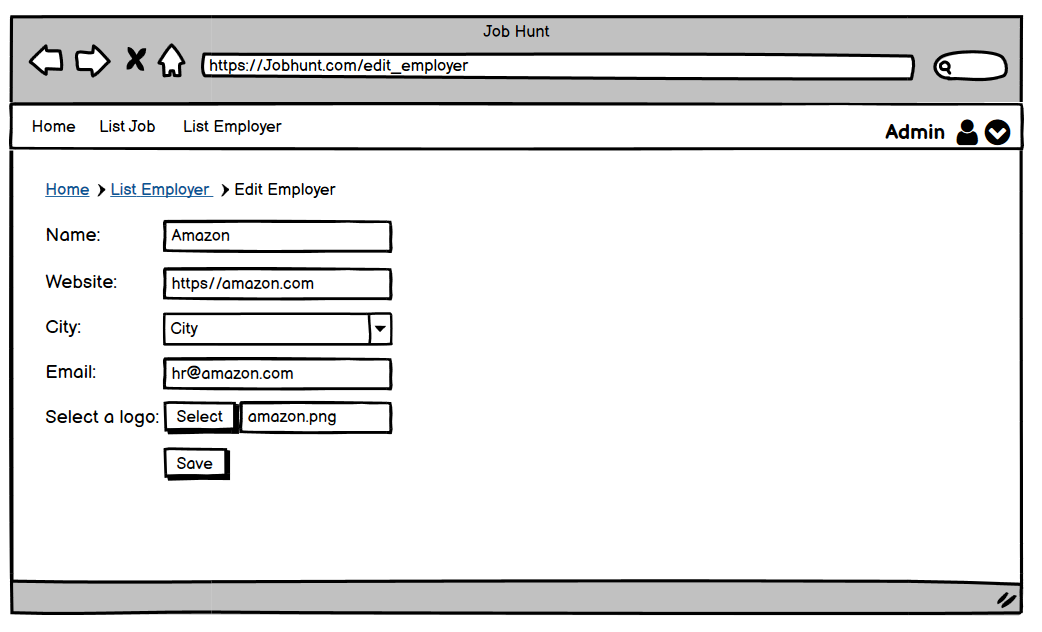 Job Hunt
https://Jobhunt.com/edit_employer
Home List Job List Employer Admin
Home List Employer Edit Employer
Name: Amazon
Website: https//amazon.com
City: City
Email: hr@amazon.com
Select a logo: Select amazon.png
Save